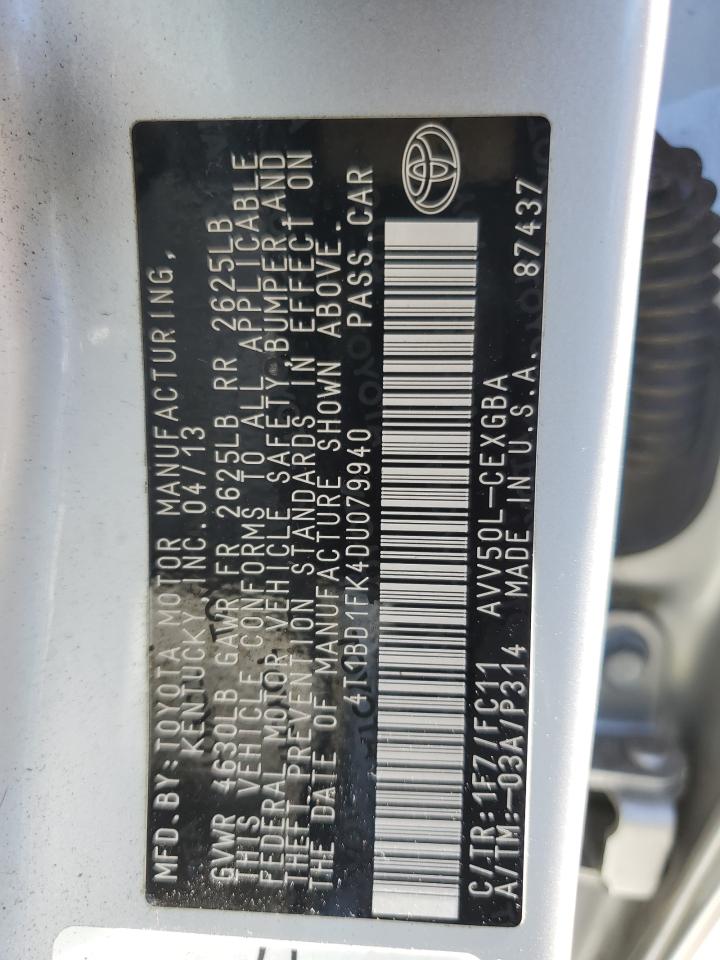 MFD.BY:TOYOTA MOTOR MANUFACTURING,
KENTUCKY INC.04/13
GVWR 4630LB GAWR FR 2625LB RR 2625LB
THIS VEHICLE CONFORMS TO ALL APPLICABLE
FEDERAL MOTOR VEHICLE SAFETY,BUMPER AND
THEFT PREVENTION STANDARDS IN EFFECT ON
THE DATE OF MANUFACTURE SHOWN ABOVE.
4T1BD1FK4DU079940 PASS.CAR
C/TR:1F7/FC11 AVV50L-CEXGBA
A/TM:-03A/P314 MADE IN U.S.A. 87437